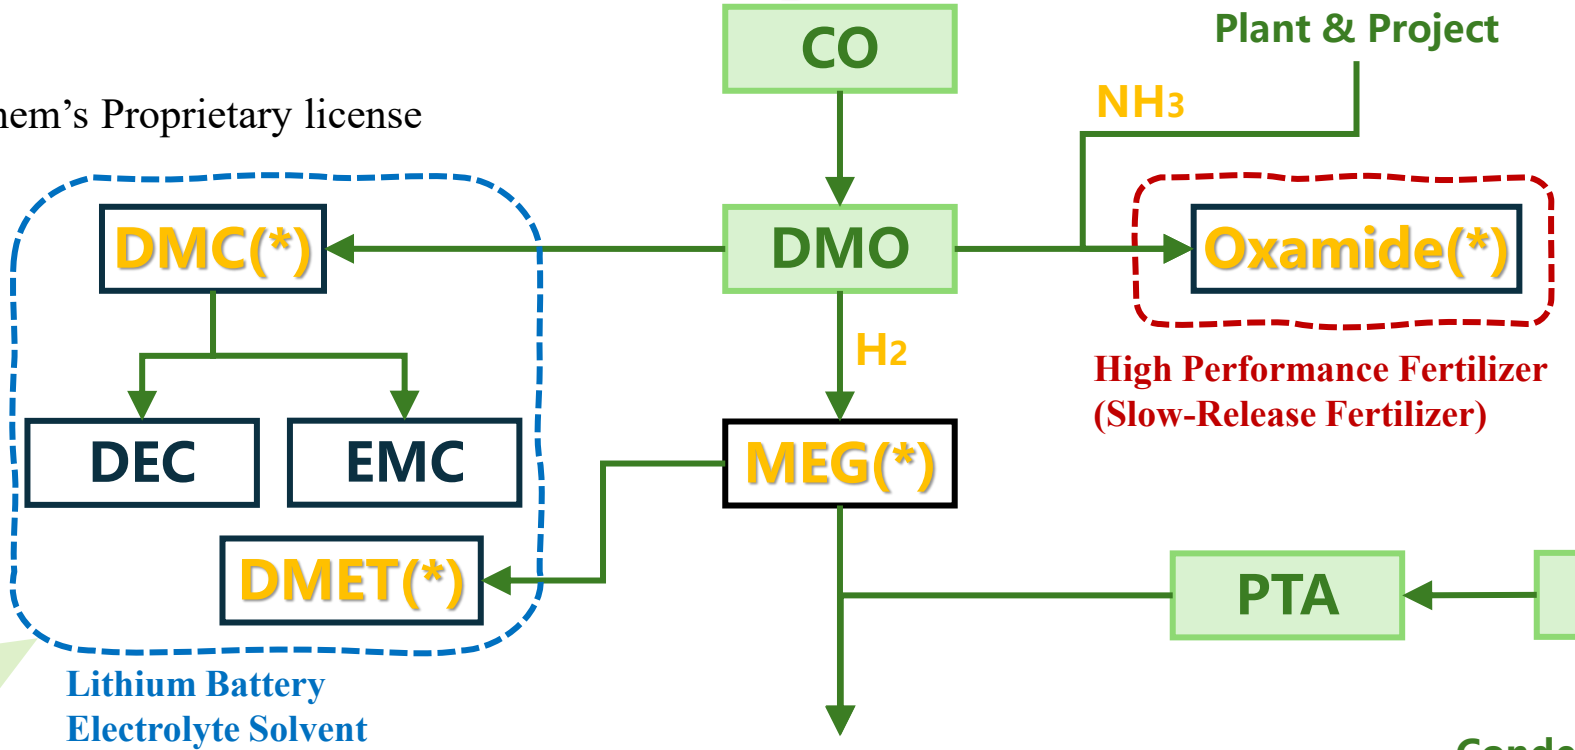 CO
Plant & Project
NH3
Proprietary license
DMC(*)
DMO
Oxamide(*)
H2
High Performance Fertilizer
(Slow-Release Fertilizer)
DEC
EMC
MEG(*)
DMET(*)
PTA
Lithium Battery
Electrolyte Solvent